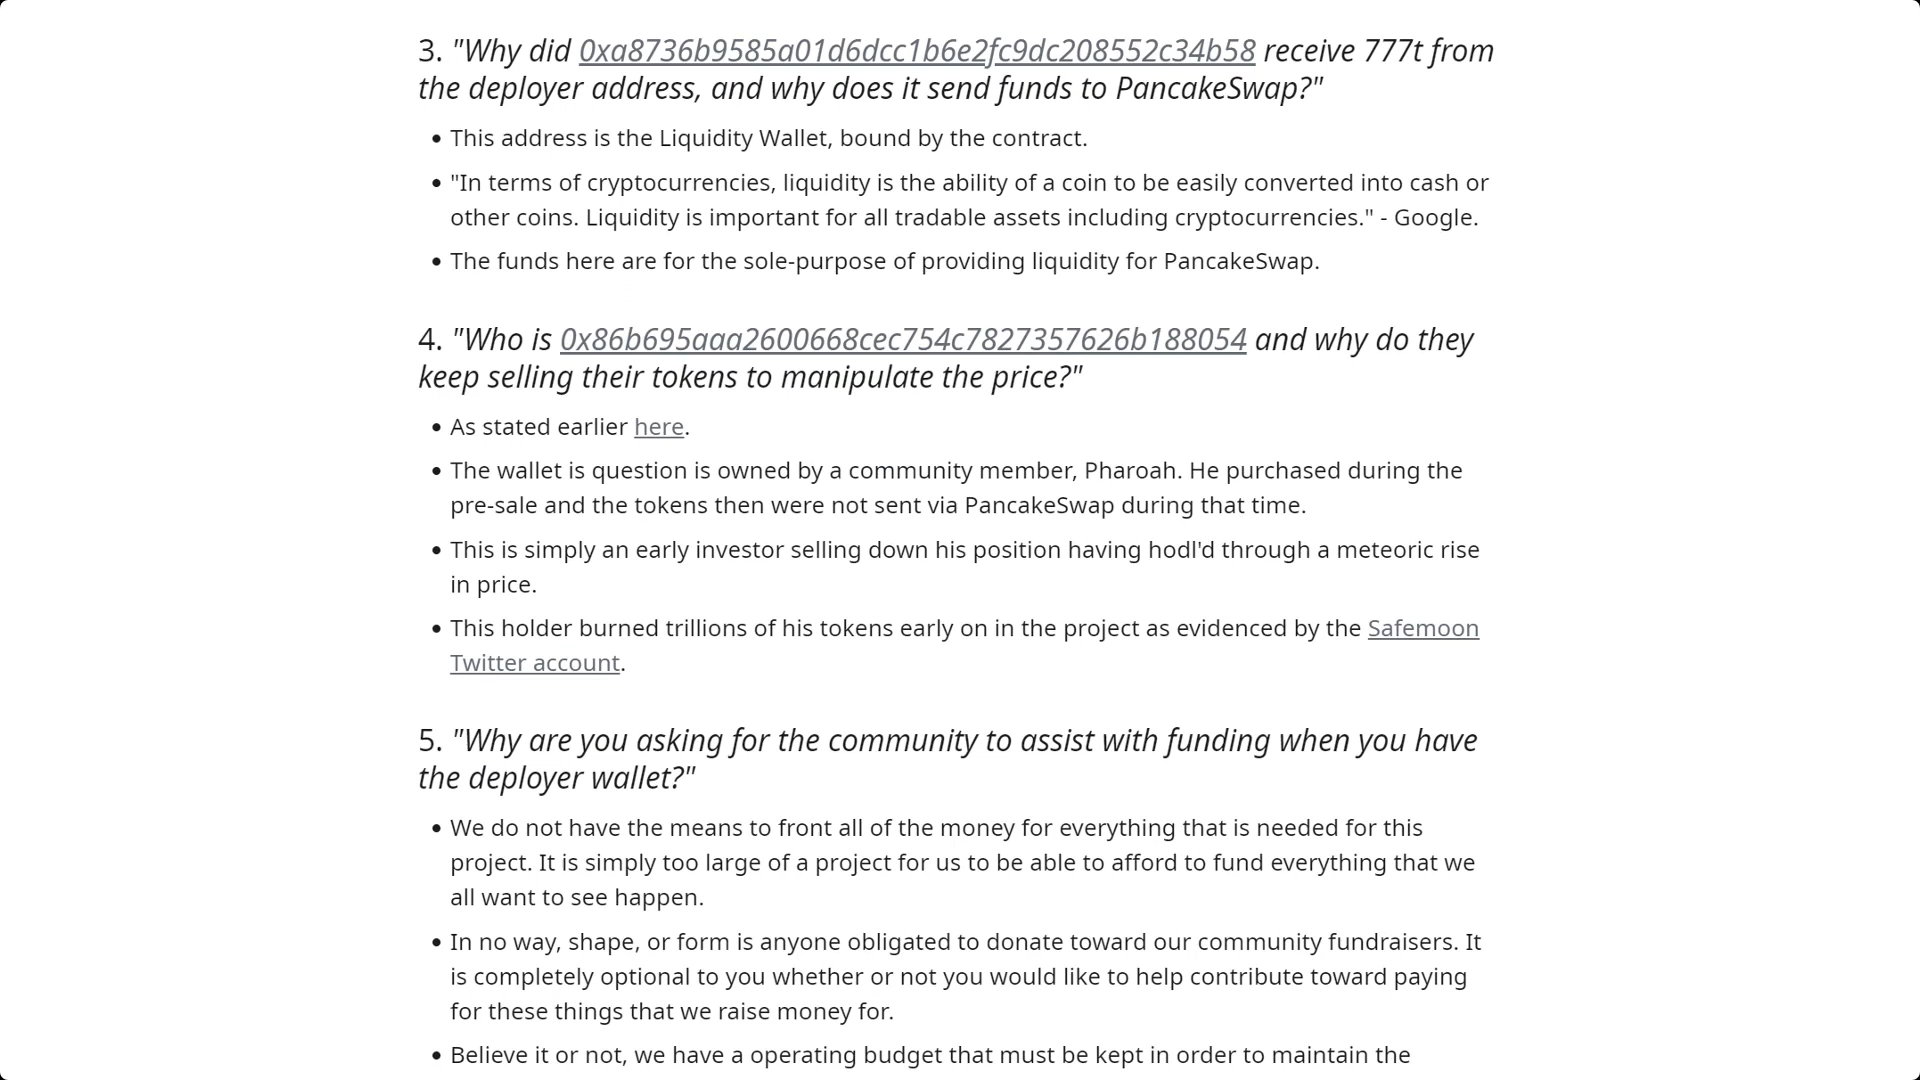 3. "Why did 0xa8736b9585a01d6dcc1b6e2fc9dc208552c34b58 receive 777t from
the deployer address, and why does it send funds to PancakeSwap?"
• This address is the Liquidity Wallet, bound by the contract.
• "In terms of cryptocurrencies, liquidity is the ability of a coin to be easily converted into cash or
other coins. Liquidity is important for all tradable assets including cryptocurrencies." - Google.
• The funds here are for the sole-purpose of providing liquidity for PancakeSwap.
4. "Who is 0x86b695aaa2600668cec754c7827357626b188054 and why do they
keep selling their tokens to manipulate the price?"
• As stated earlier here.
• The wallet is question is owned by a community member, Pharoah. He purchased during the
pre-sale and the tokens then were not sent via PancakeSwap during that time.
• This is simply an early investor selling down his position having hodl'd through a meteoric rise
in price.
• This holder burned trillions of his tokens early on in the project as evidenced by the Safemoon
Twitter account.
5. "Why are you asking for the community to assist with funding when you have
the deployer wallet?"
• We do not have the means to front all of the money for everything that is needed for this
project. It is simply too large of a project for us to be able to afford to fund everything that we
all want to see happen.
• In no way, shape, or form is anyone obligated to donate toward our community fundraisers. It
is completely optional to you whether or not you would like to help contribute toward paying
for these things that we raise money for.
• Believe it or not, we have a operating budget that must be kept in order to maintain the